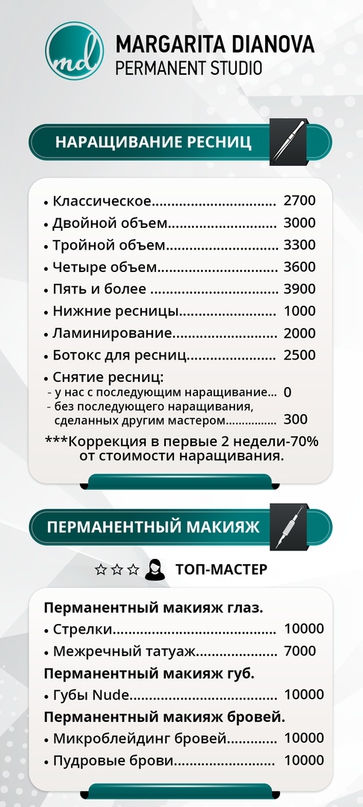 md
MARGARITA DIANOVA
PERMANENT STUDIO
НАРАЩИВАНИЕ РЕСНИЦ
• Классическое............................ 2700
• Двойной объем........................ 3000
• Тройной объем......................... 3300
• Четыре объем........................... 3600
• Пять и более ............................ 3900
• Нижние ресницы...................... 1000
• Ламинирование........................ 2000
• Ботокс для ресниц.................... 2500
• Снятие ресниц:
- у нас с последующим наращивание... 0
- без последующего наращивания,
сделанных другим мастером............... 300
***Коррекция в первые 2 недели-70%
от стоимости наращивания.
ПЕРМАНЕНТНЫЙ МАКИЯЖ
ТОП-МАСТЕР
Перманентный макияж глаз.
• Стрелки..................................... 10000
• Межречный татуаж.................. 7000
Перманентный макияж губ.
• Губы Nude................................. 10000
Перманентный макияж бровей.
• Микроблейдинг бровей........... 10000
• Пудровые брови....................... 10000